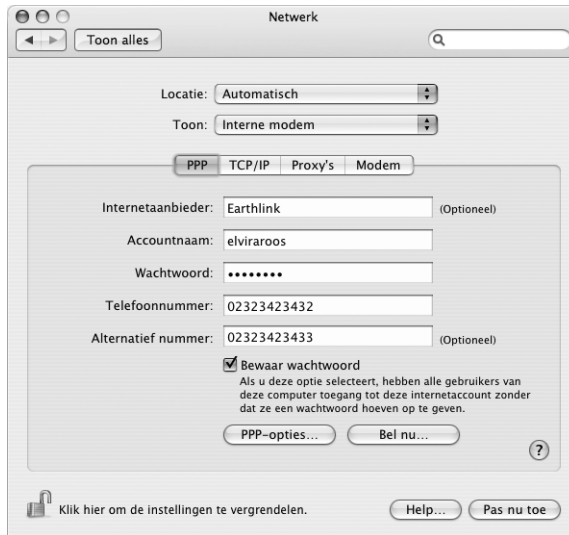 Netwerk
Toon alles
Locatie: Automatisch
Toon: Interne modem
PPP TCP/IP Proxy's Modem
Internetaanbieder: Earthlink (Optioneel)
Accountnaam: elviraroos
Wachtwoord: ••••••••
Telefoonnummer: 02323423432
Alternatief nummer: 02323423433 (Optioneel)
Bewaar wachtwoord
Als u deze optie selecteert, hebben alle gebruikers van
deze computer toegang tot deze internetaccount zonder
dat ze een wachtwoord hoeven op te geven.
PPP-opties... Bel nu...
?
Klik hier om de instellingen te vergrendelen. Help... Pas nu toe